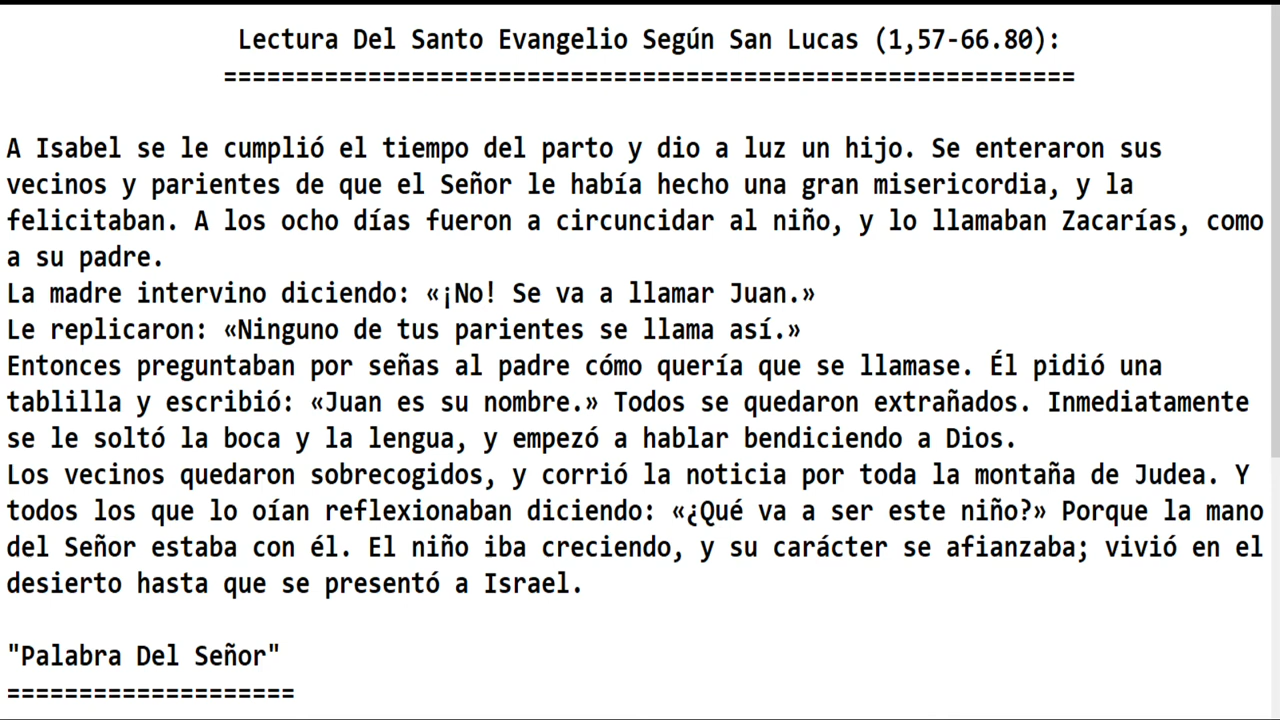 Lectura Del Santo Evangelio Según San Lucas (1,57-66.80):
===========================================================
A Isabel se le cumplió el tiempo del parto y dio a luz un hijo. Se enteraron sus
vecinos y parientes de que el Señor le había hecho una gran misericordia, y la
felicitaban. A los ocho días fueron a circuncidar al niño, y lo llamaban Zacarías, como
a su padre.
La madre intervino diciendo: «¡No! Se va a llamar Juan.»
Le replicaron: «Ninguno de tus parientes se llama así.»
Entonces preguntaban por señas al padre cómo quería que se llamase. Él pidió una
tablilla y escribió: «Juan es su nombre.» Todos se quedaron extrañados. Inmediatamente
se le soltó la boca y la lengua, y empezó a hablar bendiciendo a Dios.
Los vecinos quedaron sobrecogidos, y corrió la noticia por toda la montaña de Judea. Y
todos los que lo oían reflexionaban diciendo: «¿Qué va a ser este niño?» Porque la mano
del Señor estaba con él. El niño iba creciendo, y su carácter se afianzaba; vivió en el
desierto hasta que se presentó a Israel.
"Palabra Del Señor"
====================